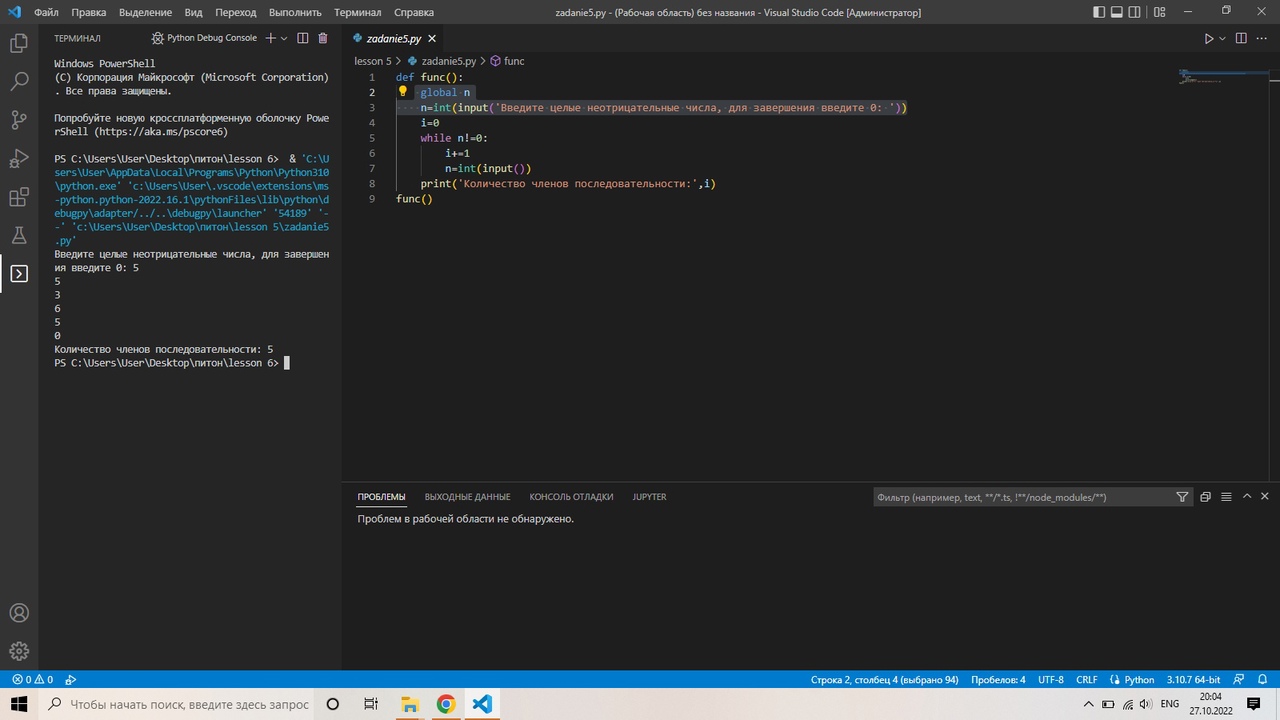 Файл Правка Выделение Вид Переход Выполнить Терминал Справка
zadanie5.py - (Рабочая область) без названия - Visual Studio Code [Администратор]
ТЕРМИНАЛ
Python Debug Console
Windows PowerShell
(C) Корпорация Майкрософт (Microsoft Corporation)
. Все права защищены.
Попробуйте новую кроссплатформенную оболочку Powe
rShell (https://aka.ms/pscore6)
PS C:\Users\User\Desktop\питон\lesson 6> & 'C:\U
sers\User\AppData\Local\Programs\Python\Python310
\python.exe' 'c:\Users\User\.vscode\extensions\ms
-python.python-2022.16.1\pythonFiles\lib\python\d
ebugpy\adapter/../..\debugpy\launcher' '54189' '-
-' 'c:\Users\User\Desktop\питон\lesson 5\zadanie5
.py'
Введите целые неотрицательные числа, для завершен
ия введите 0: 5
5
3
6
5
0
Количество членов последовательности: 5
PS C:\Users\User\Desktop\питон\lesson 6>
zadanie5.py
lesson 5 > zadanie5.py > func
1 def func():
2 global n
3 n=int(input('Введите целые неотрицательные числа, для завершения введите 0: '))
4 i=0
5 while n!=0:
6 i+=1
7 n=int(input())
8 print('Количество членов последовательности:',i)
9 func()
ПРОБЛЕМЫ ВЫХОДНЫЕ ДАННЫЕ КОНСОЛЬ ОТЛАДКИ JUPYTER
Фильтр (например, text, **/*.ts, !**/node_modules/**)
Проблем в рабочей области не обнаружено.
0 0
Строка 2, столбец 4 (выбрано 94) Пробелов: 4 UTF-8 CRLF Python 3.10.7 64-bit
Чтобы начать поиск, введите здесь запрос
ENG
20:04
27.10.2022